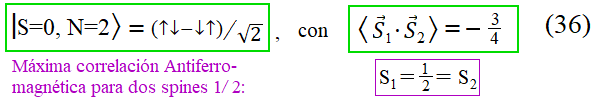 |S=0, N=2⟩ = (↑↓−↓↑)/√2 , con ⟨S⃗₁·S⃗₂⟩ = − 3/4 (36)
Máxima correlación Antiferro-
magnética para dos spines 1/2:
S₁ = 1/2 = S₂